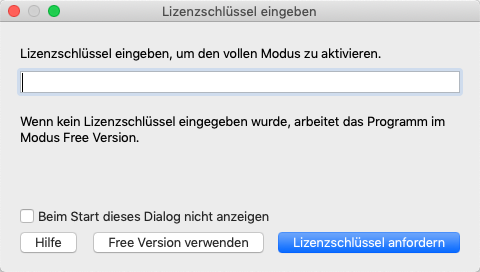 Lizenzschlüssel eingeben
Lizenzschlüssel eingeben, um den vollen Modus zu aktivieren.
Wenn kein Lizenzschlüssel eingegeben wurde, arbeitet das Programm im
Modus Free Version.
Beim Start dieses Dialog nicht anzeigen
Hilfe
Free Version verwenden
Lizenzschlüssel anfordern